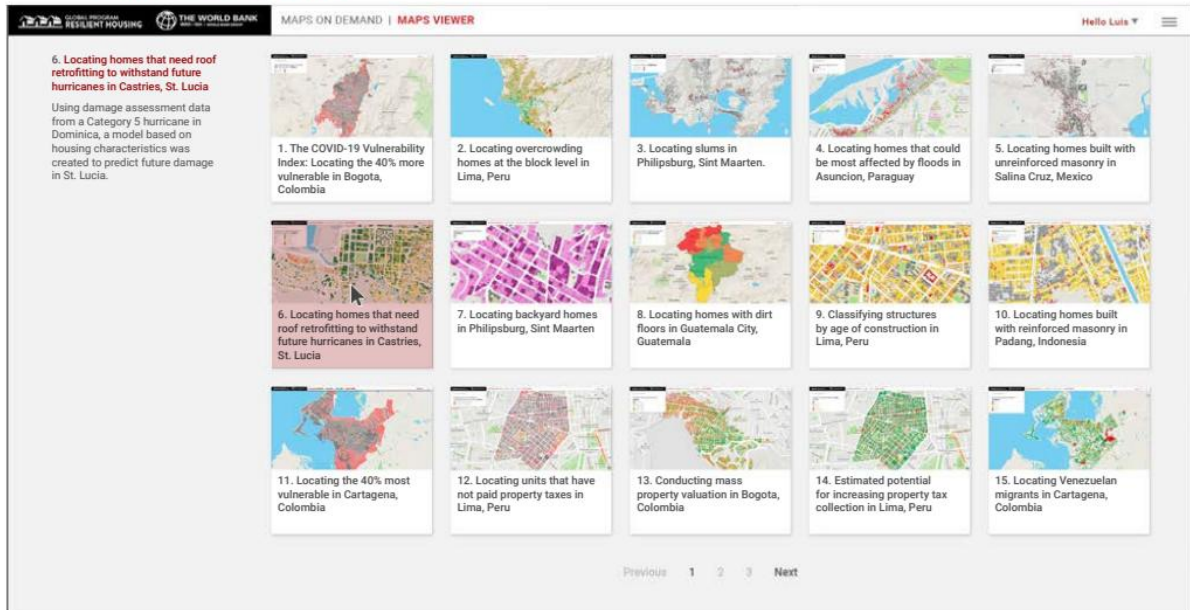 GLOBAL PROGRAM
RESILIENT HOUSING
THE WORLD BANK
MAPS ON DEMAND | MAPS VIEWER
Hello Luis
6. Locating homes that need roof
retrofitting to withstand future
hurricanes in Castries, St. Lucia
Using damage assessment data
from a Category 5 hurricane in
Dominica, a model based on
housing characteristics was
created to predict future damage
in St. Lucia.
1. The COVID-19 Vulnerability
Index: Locating the 40% more
vulnerable in Bogota,
Colombia
2. Locating overcrowding
homes at the block level in
Lima, Peru
3. Locating slums in
Philipsburg, Sint Maarten.
4. Locating homes that could
be most affected by floods in
Asuncion, Paraguay
5. Locating homes built with
unreinforced masonry in
Salina Cruz, Mexico
6. Locating homes that need
roof retrofitting to withstand
future hurricanes in Castries,
St. Lucia
7. Locating backyard homes
in Philipsburg, Sint Maarten
8. Locating homes with dirt
floors in Guatemala City,
Guatemala
9. Classifying structures
by age of construction in
Lima, Peru
10. Locating homes built
with reinforced masonry in
Padang, Indonesia
11. Locating the 40% most
vulnerable in Cartagena,
Colombia
12. Locating units that have
not paid property taxes in
Lima, Peru
13. Conducting mass
property valuation in Bogota,
Colombia
14. Estimated potential
for increasing property tax
collection in Lima, Peru
15. Locating Venezuelan
migrants in Cartagena,
Colombia
Previous 1 2 3 Next